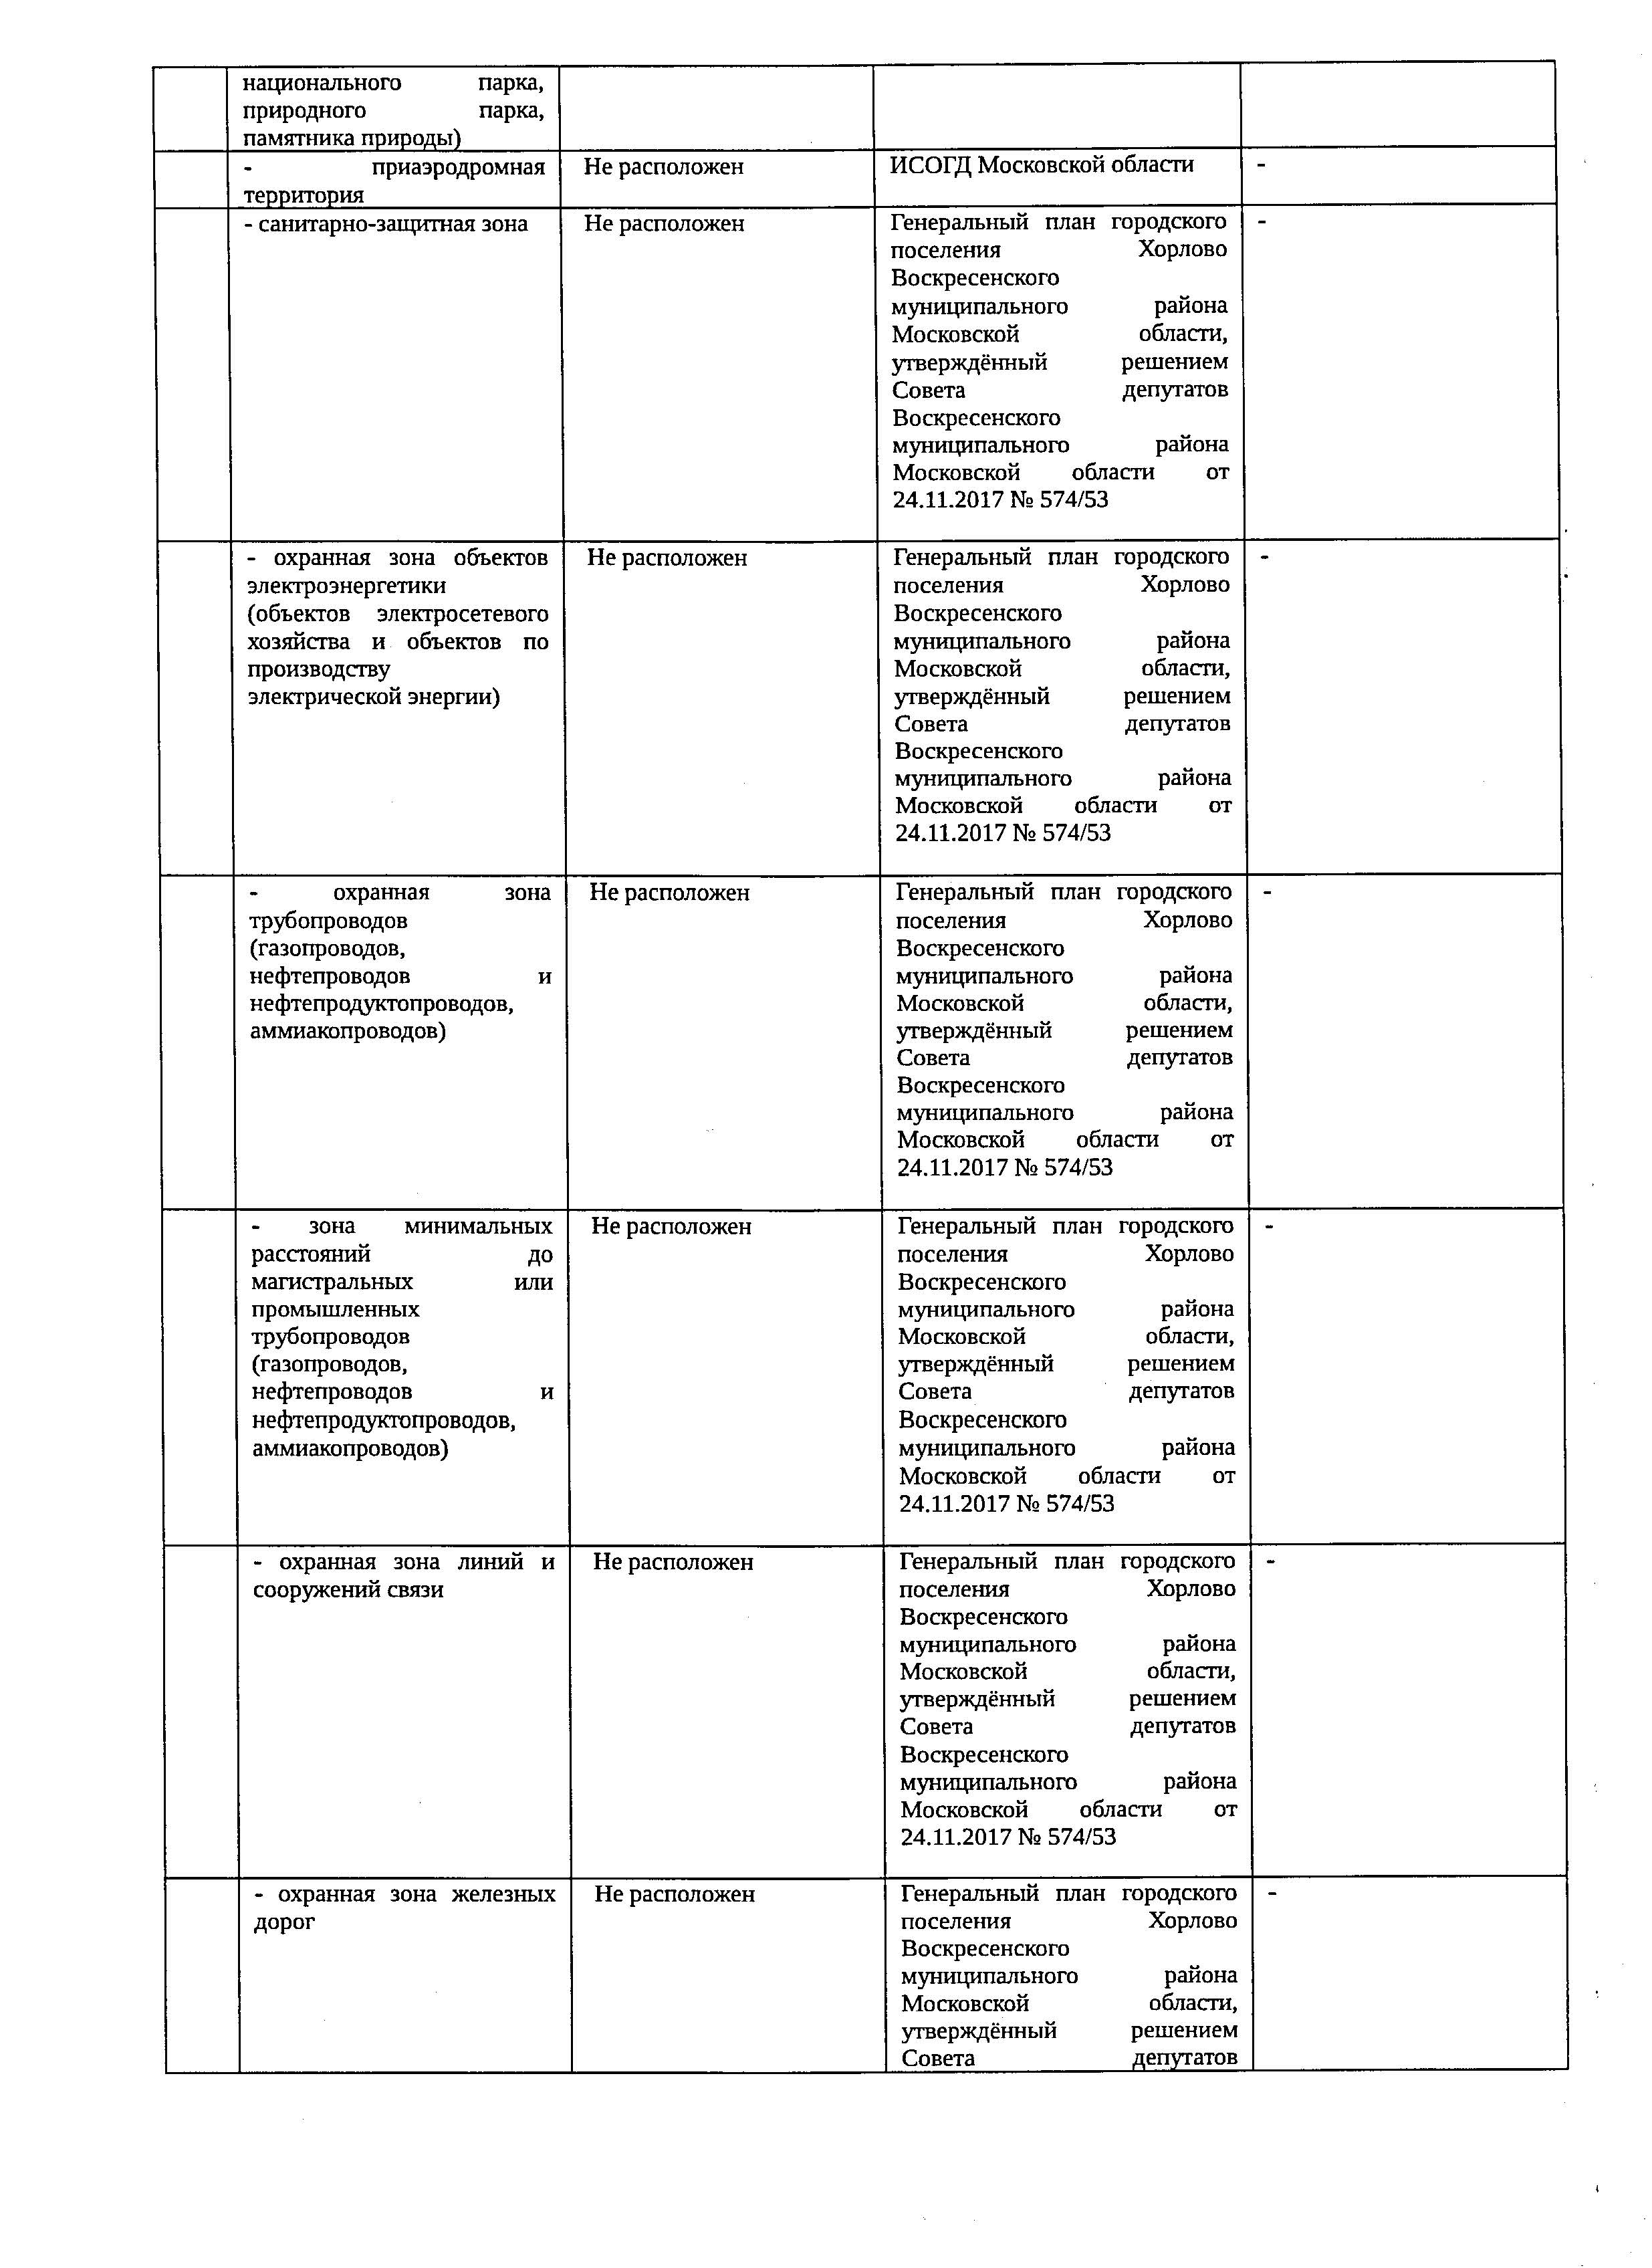 национального парка,
природного парка,
памятника природы)
- приаэродромная
территория
Не расположен
ИСОГД Московской области
-
- санитарно-защитная зона
Не расположен
Генеральный план городского
поселения Хорлово
Воскресенского
муниципального района
Московской области,
утверждённый решением
Совета депутатов
Воскресенского
муниципального района
Московской области от
24.11.2017 № 574/53
-
- охранная зона объектов
электроэнергетики
(объектов электросетевого
хозяйства и объектов по
производству
электрической энергии)
Не расположен
Генеральный план городского
поселения Хорлово
Воскресенского
муниципального района
Московской области,
утверждённый решением
Совета депутатов
Воскресенского
муниципального района
Московской области от
24.11.2017 № 574/53
-
- охранная зона
трубопроводов
(газопроводов,
нефтепроводов и
нефтепродуктопроводов,
аммиакопроводов)
Не расположен
Генеральный план городского
поселения Хорлово
Воскресенского
муниципального района
Московской области,
утверждённый решением
Совета депутатов
Воскресенского
муниципального района
Московской области от
24.11.2017 № 574/53
-
- зона минимальных
расстояний до
магистральных или
промышленных
трубопроводов
(газопроводов,
нефтепроводов и
нефтепродуктопроводов,
аммиакопроводов)
Не расположен
Генеральный план городского
поселения Хорлово
Воскресенского
муниципального района
Московской области,
утверждённый решением
Совета депутатов
Воскресенского
муниципального района
Московской области от
24.11.2017 № 574/53
-
- охранная зона линий и
сооружений связи
Не расположен
Генеральный план городского
поселения Хорлово
Воскресенского
муниципального района
Московской области,
утверждённый решением
Совета депутатов
Воскресенского
муниципального района
Московской области от
24.11.2017 № 574/53
-
- охранная зона железных
дорог
Не расположен
Генеральный план городского
поселения Хорлово
Воскресенского
муниципального района
Московской области,
утверждённый решением
Совета депутатов
-